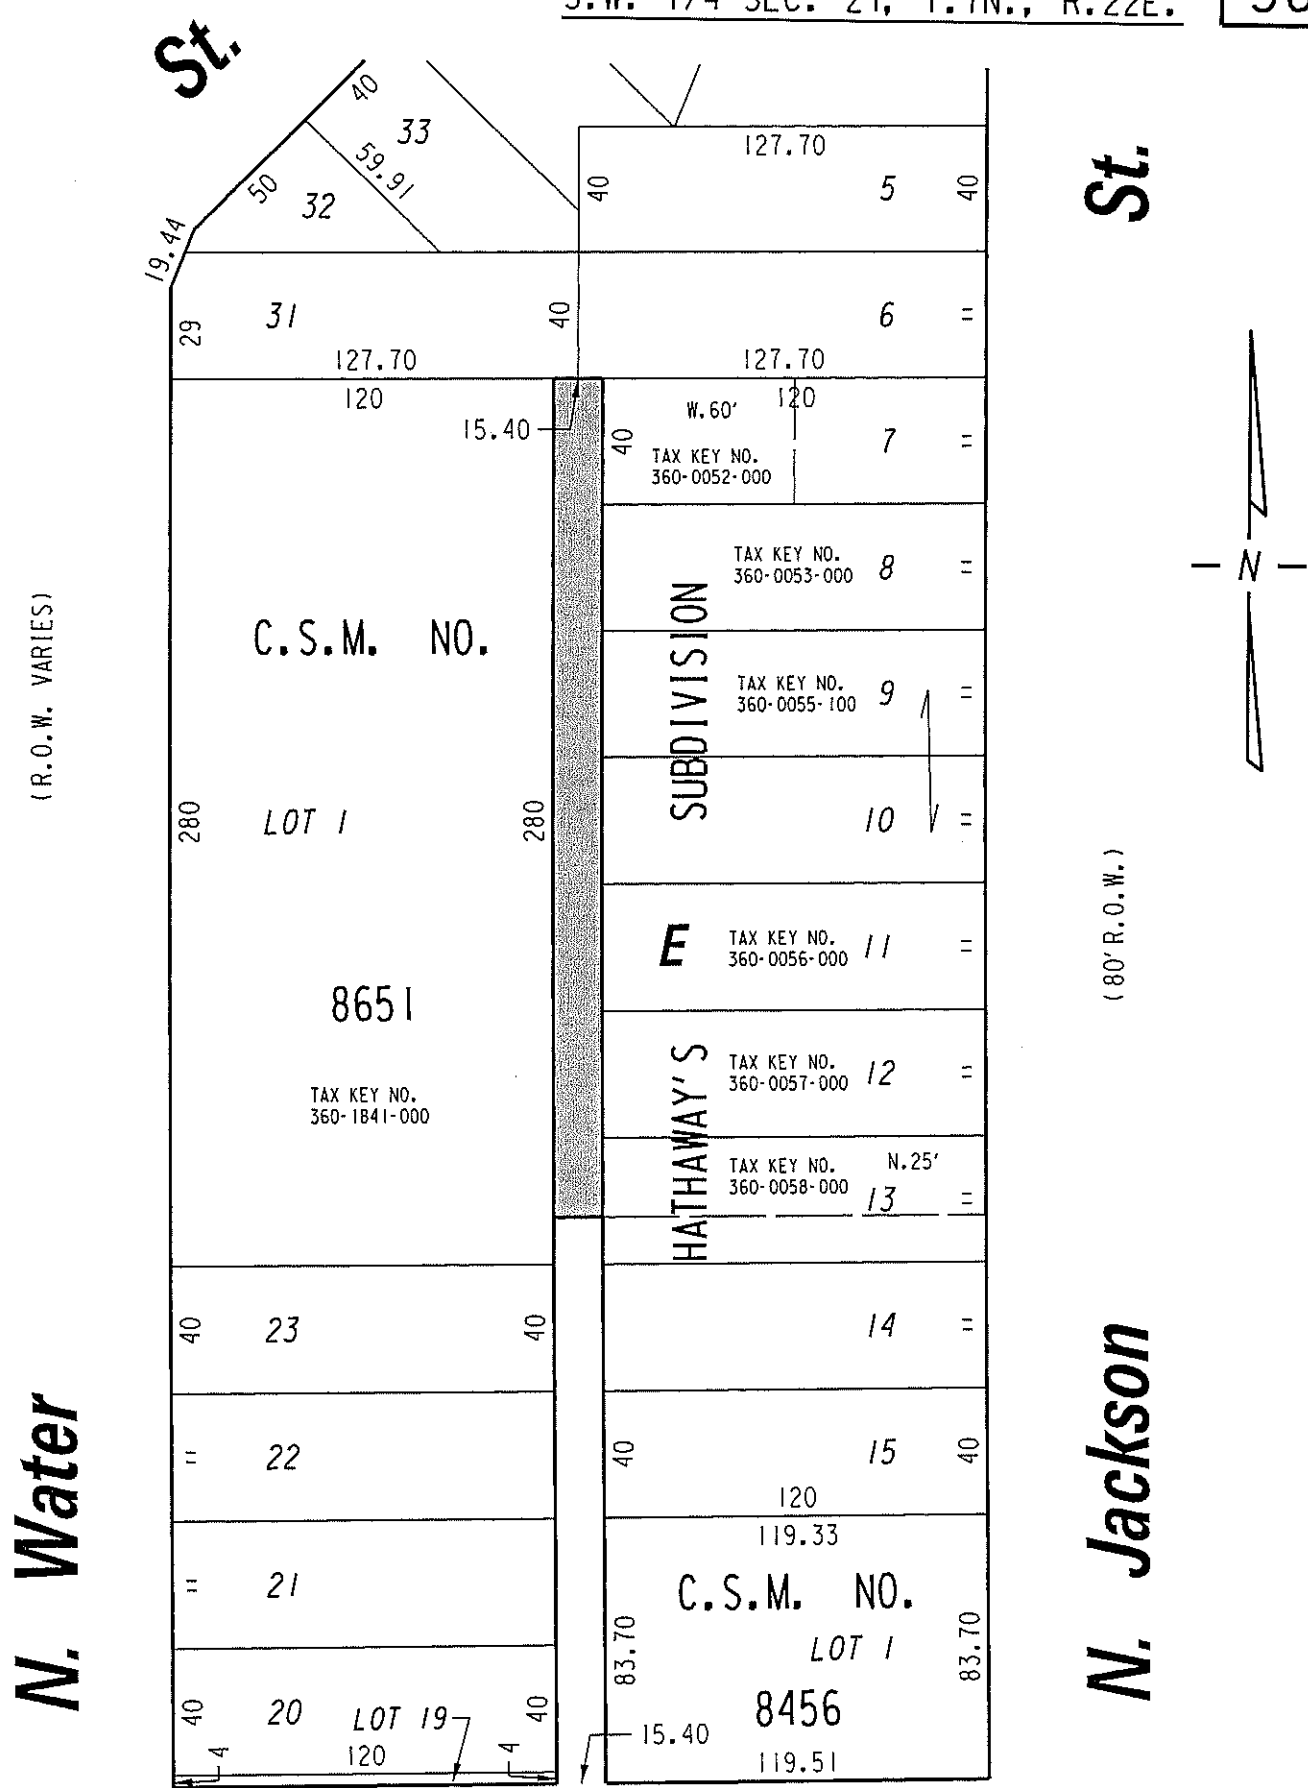 S.W. 1/4 SEC. 21, T.7N., R.22E.
St.
40
33
59.91
50
32
19.44
127.70
40
5
40
St.
29
31
40
6
=
127.70
127.70
120
15.40
W.60'
120
40
7
=
TAX KEY NO.
360-0052-000
TAX KEY NO.
360-0053-000
8
=
N
(R.O.W. VARIES)
C.S.M. NO.
SUBDIVISION
TAX KEY NO.
360-0055-100
9
=
280
LOT 1
280
10
=
(80' R.O.W.)
E
TAX KEY NO.
360-0056-000
11
=
8651
TAX KEY NO.
360-1841-000
HATHAWAY'S
TAX KEY NO.
360-0057-000
12
=
TAX KEY NO.
360-0058-000
N.25'
13
=
40
23
40
14
=
N. Water
N. Jackson
=
22
40
15
40
120
119.33
=
21
C.S.M. NO.
83.70
LOT 1
83.70
8456
40
20
LOT 19
40
15.40
4
120
4
119.51